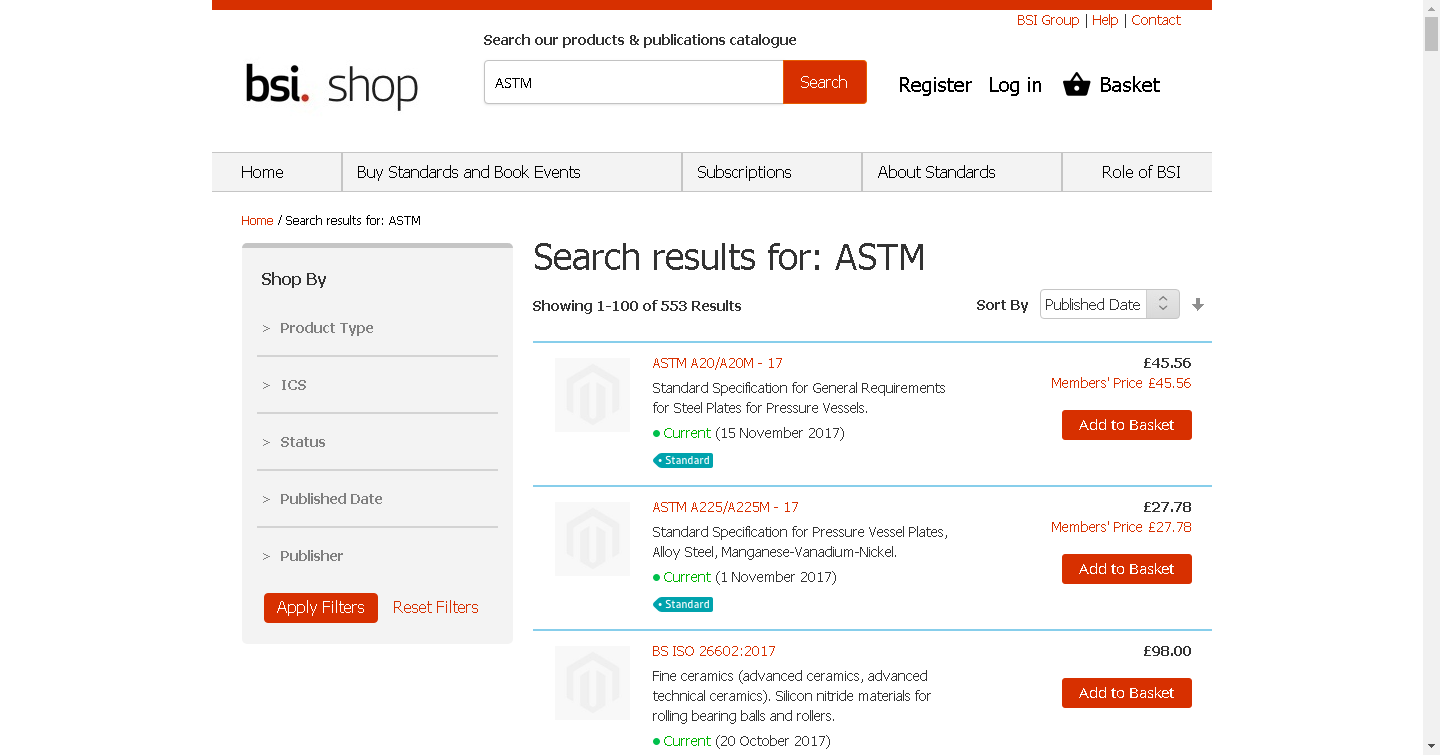 BSI Group | Help | Contact
Search our products & publications catalogue
bsi. shop
ASTM
Search
Register
Log in
Basket
Home
Buy Standards and Book Events
Subscriptions
About Standards
Role of BSI
Home / Search results for: ASTM
Shop By
> Product Type
> ICS
> Status
> Published Date
> Publisher
Apply Filters
Reset Filters
Search results for: ASTM
Showing 1-100 of 553 Results
Sort By
Published Date
ASTM A20/A20M - 17
Standard Specification for General Requirements
for Steel Plates for Pressure Vessels.
Current (15 November 2017)
Standard
£45.56
Members' Price £45.56
Add to Basket
ASTM A225/A225M - 17
Standard Specification for Pressure Vessel Plates,
Alloy Steel, Manganese-Vanadium-Nickel.
Current (1 November 2017)
Standard
£27.78
Members' Price £27.78
Add to Basket
BS ISO 26602:2017
Fine ceramics (advanced ceramics, advanced
technical ceramics). Silicon nitride materials for
rolling bearing balls and rollers.
Current (20 October 2017)
£98.00
Add to Basket